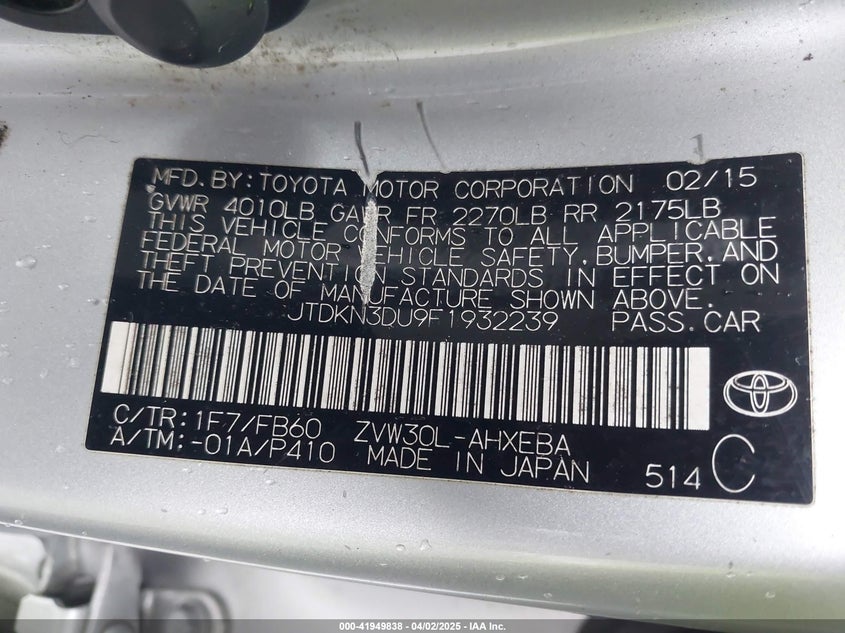 MFD. BY: TOYOTA MOTOR CORPORATION 02/15
GVWR 4010LB GAWR FR 2270LB RR 2175LB
THIS VEHICLE CONFORMS TO ALL APPLICABLE
FEDERAL MOTOR VEHICLE SAFETY, BUMPER, AND
THEFT PREVENTION STANDARDS IN EFFECT ON
THE DATE OF MANUFACTURE SHOWN ABOVE.
JTDKN3DU9F1932239 PASS. CAR
C/TR: 1F7/FB60 ZVW30L-AHXEBA
A/TM: -01A/P410 MADE IN JAPAN 514 C
000-41949838 - 04/02/2025 - IAA Inc.